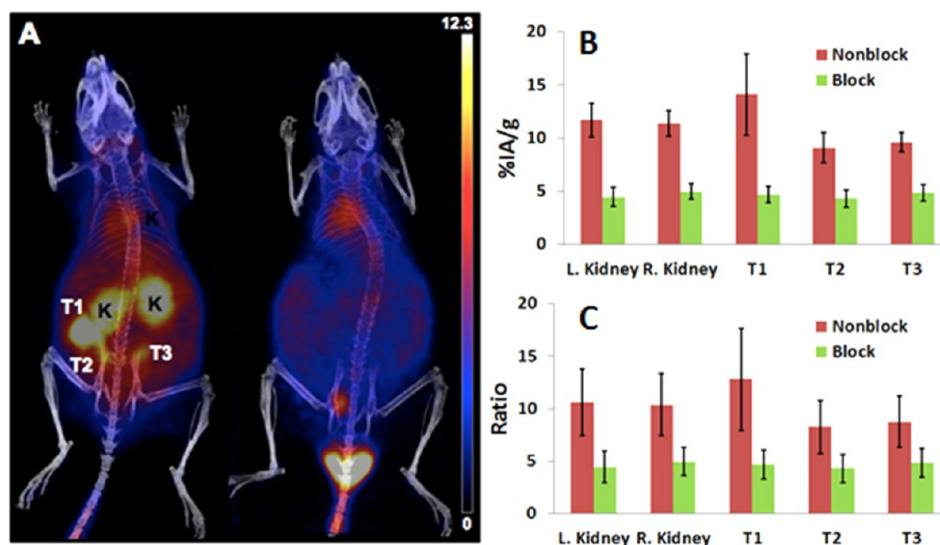 A
12.3
K
K
K
T1
T2
T3
0
B
20
15
10
5
0
%IA/g
Nonblock
Block
L. Kidney R. Kidney T1 T2 T3
C
20
15
10
5
0
Ratio
Nonblock
Block
L. Kidney R. Kidney T1 T2 T3